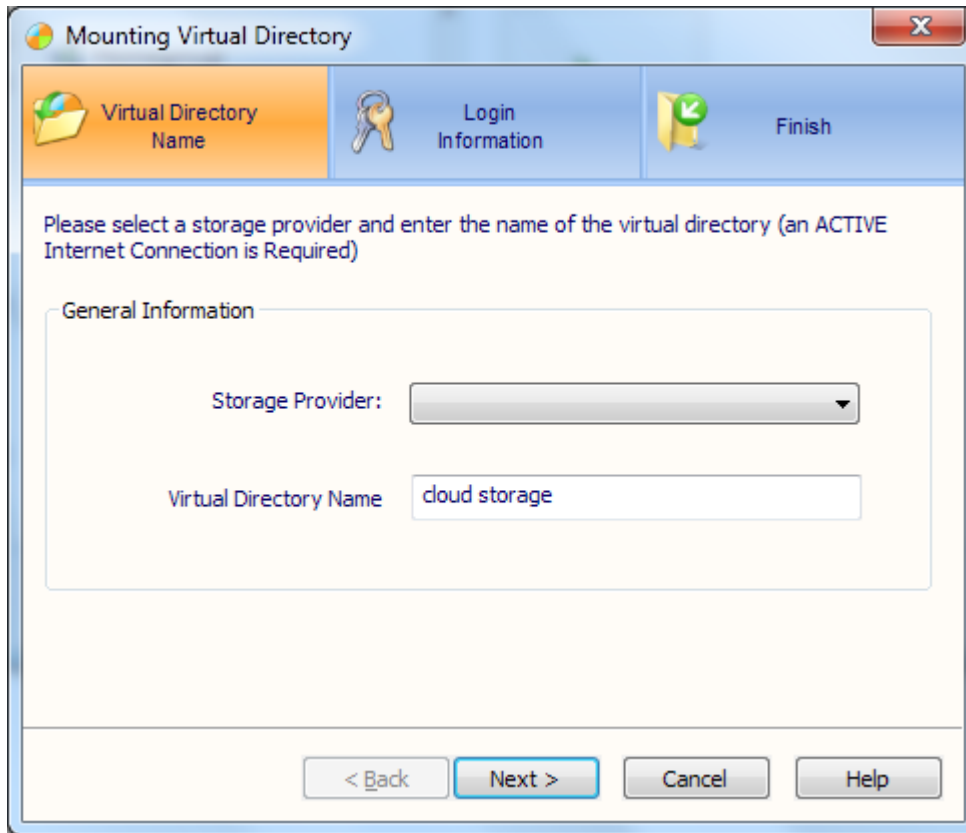 Mounting Virtual Directory
Virtual Directory
Name
Login
Information
Finish
Please select a storage provider and enter the name of the virtual directory (an ACTIVE
Internet Connection is Required)
General Information
Storage Provider:
Virtual Directory Name
cloud storage
< Back
Next >
Cancel
Help